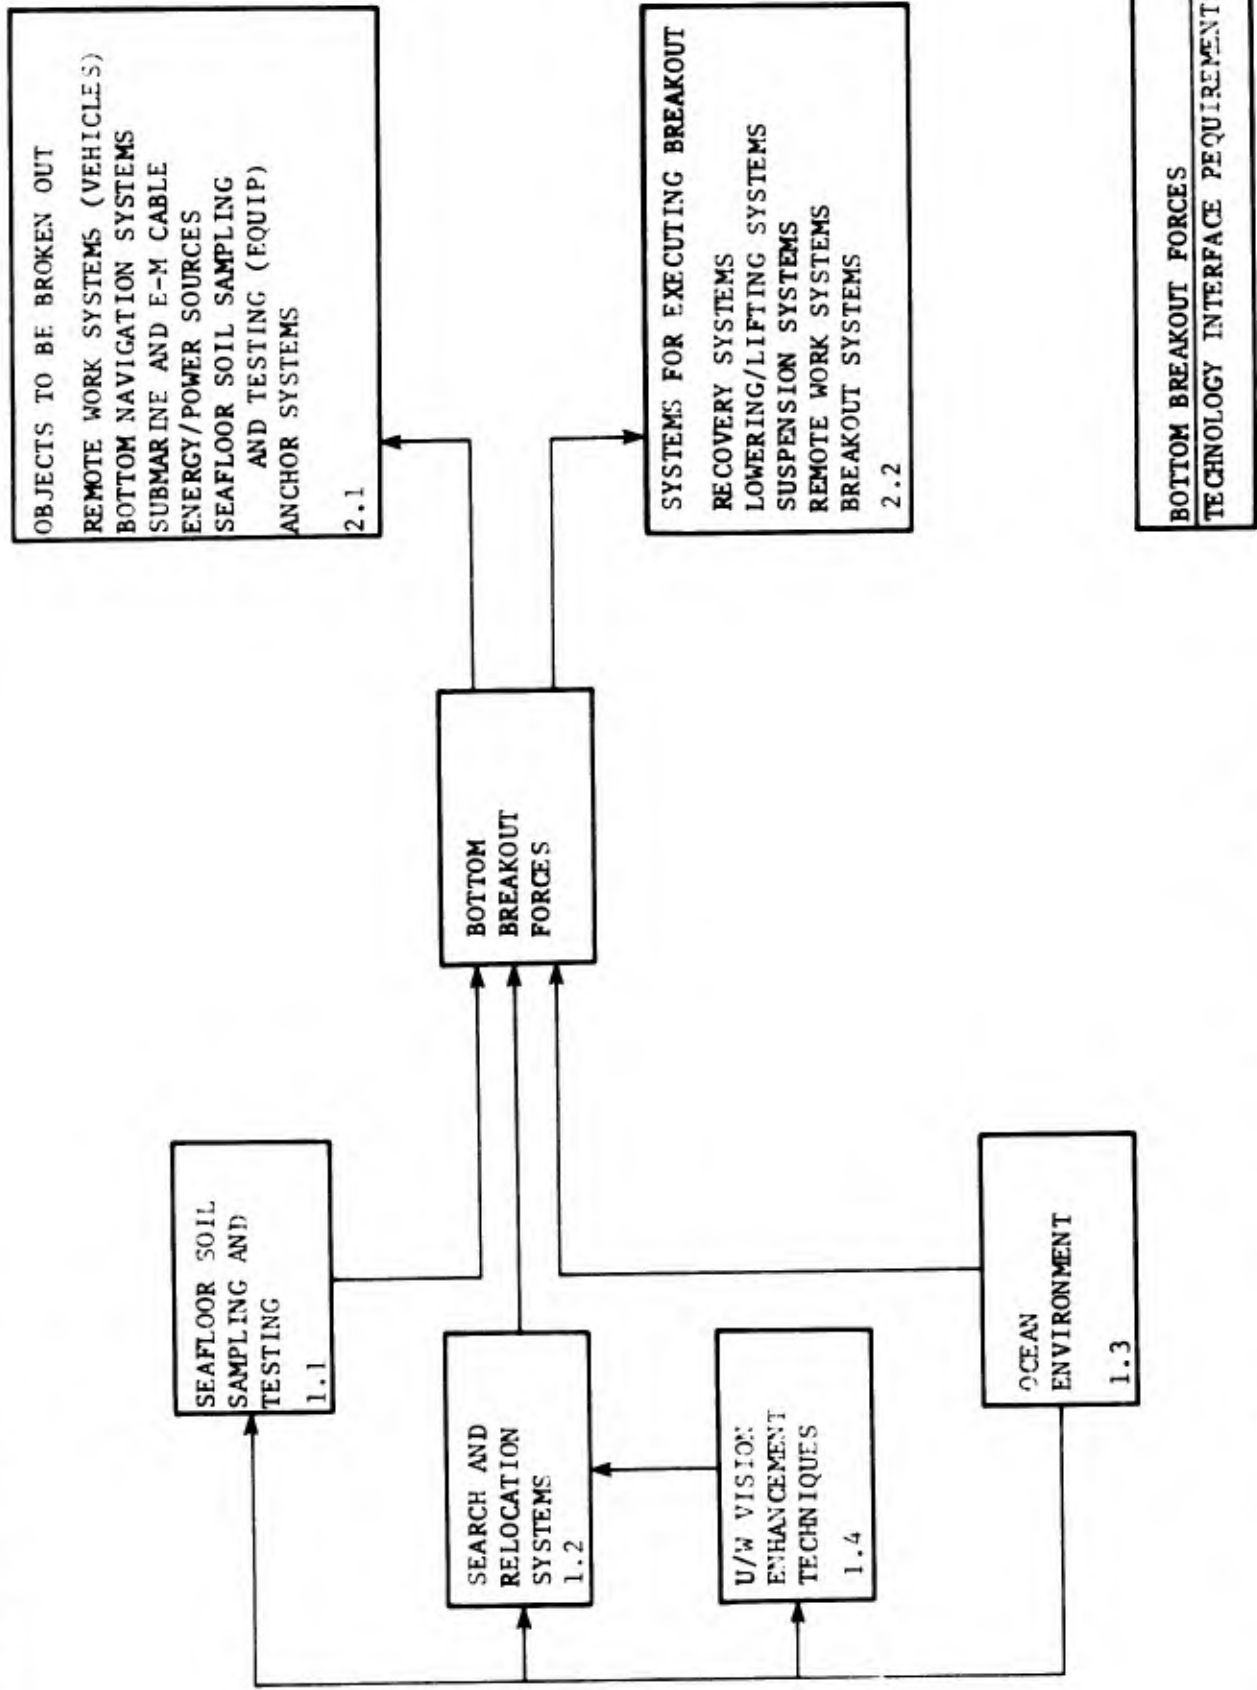 SEAFLOOR SOIL
SAMPLING AND
TESTING
1.1
SEARCH AND
RELOCATION
SYSTEMS
1.2
U/W VISION
ENHANCEMENT
TECHNIQUES
1.4
OCEAN
ENVIRONMENT
1.3
BOTTOM
BREAKOUT
FORCES
OBJECTS TO BE BROKEN OUT
REMOTE WORK SYSTEMS (VEHICLES)
BOTTOM NAVIGATION SYSTEMS
SUBMARINE AND E-M CABLE
ENERGY/POWER SOURCES
SEAFLOOR SOIL SAMPLING
AND TESTING (EQUIP)
ANCHOR SYSTEMS
2.1
SYSTEMS FOR EXECUTING BREAKOUT
RECOVERY SYSTEMS
LOWERING/LIFTING SYSTEMS
SUSPENSION SYSTEMS
REMOTE WORK SYSTEMS
BREAKOUT SYSTEMS
2.2
BOTTOM BREAKOUT FORCES
TECHNOLOGY INTERFACE PEQUIREMENT